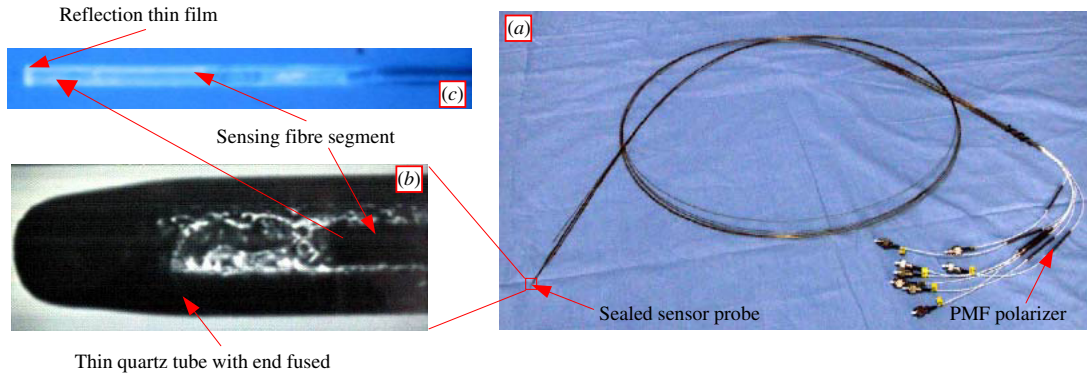 Reflection thin film
(a)
(c)
Sensing fibre segment
(b)
Sealed sensor probe
PMF polarizer
Thin quartz tube with end fused